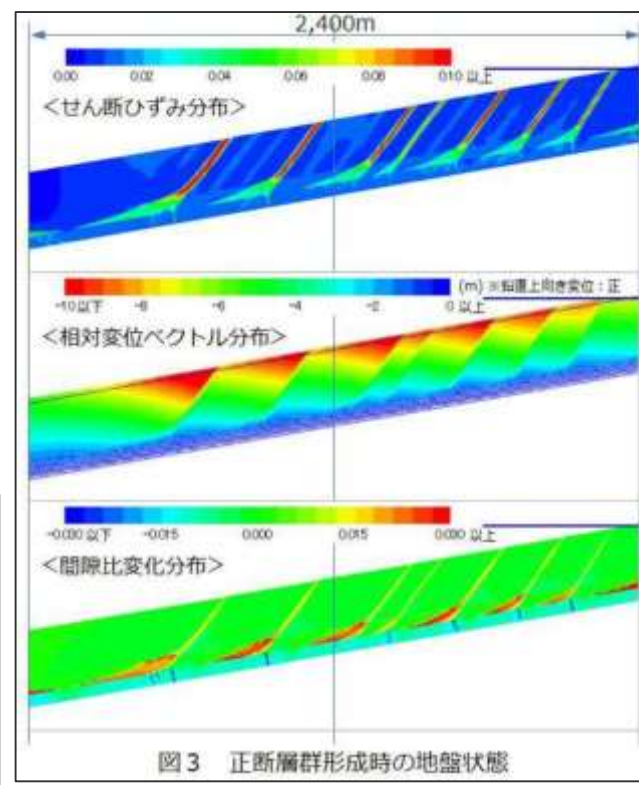 2,400m
0.00 0.02 0.04 0.06 0.08 0.10 以上
<せん断ひずみ分布>
(m) ※鉛直上向き変位:正
-10以下 -8 -6 -4 -2 0 以上
<相対変位ベクトル分布>
-0.030 以下 -0.015 0.000 0.015 0.030 以上
<間隙比変化分布>
図3 正断層群形成時の地盤状態